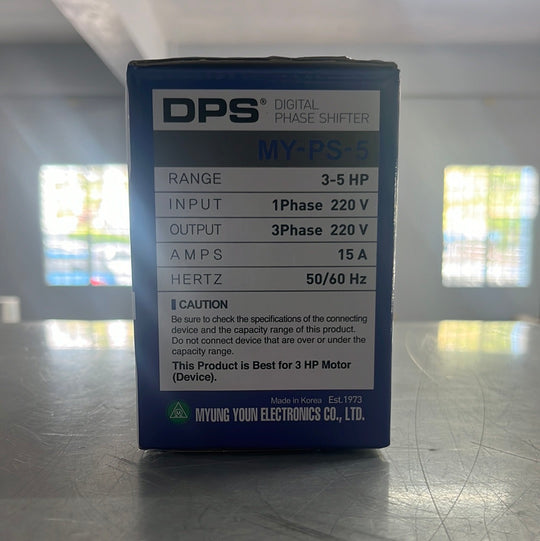 DPS® DIGITAL
PHASE SHIFTER
MY-PS-5
RANGE 3-5 HP
INPUT 1Phase 220 V
OUTPUT 3Phase 220 V
AMPS 15 A
HERTZ 50/60 Hz
CAUTION
Be sure to check the specifications of the connecting
device and the capacity range of this product.
Do not connect device that are over or under the
capacity range.
This Product is Best for 3 HP Motor
(Device).
Made in Korea Est.1973
MYUNG YOUN ELECTRONICS CO., LTD.